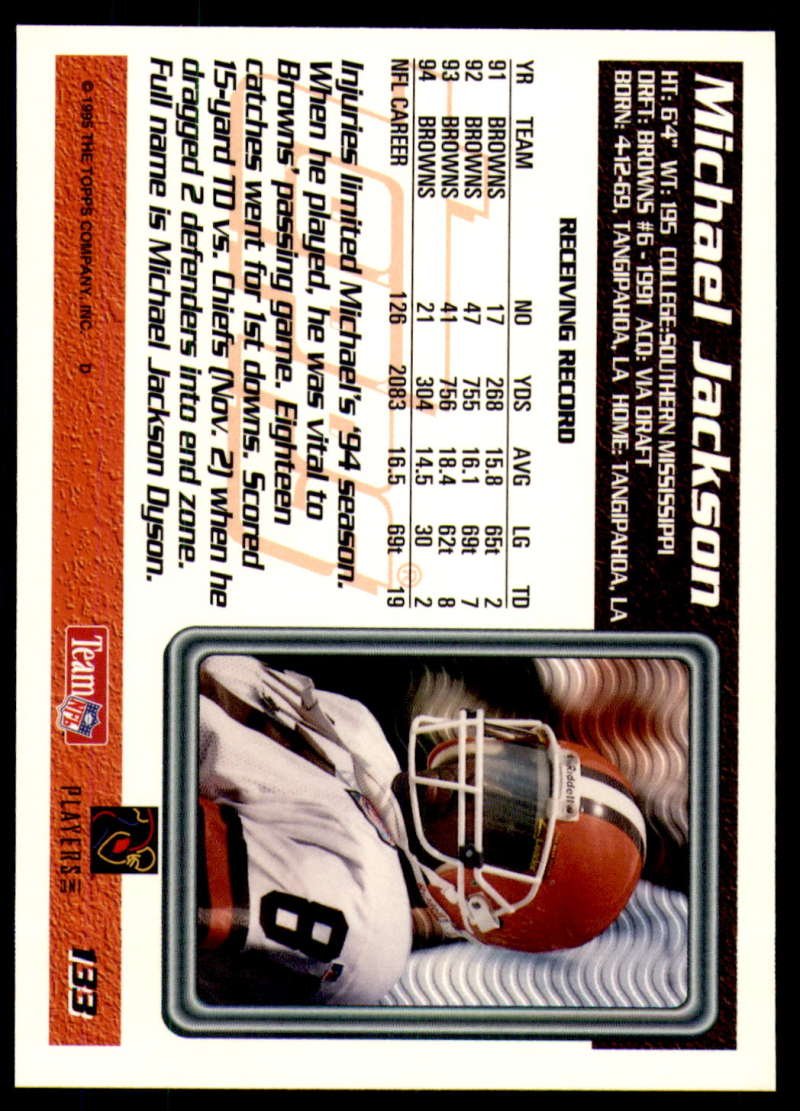 Michael Jackson
HT: 6'4" WT: 195 COLLEGE: SOUTHERN MISSISSIPPI
DRFT: BROWNS #6 - 1991 ACQ: VIA DRAFT
BORN: 4-12-69, TANGIPAHOA, LA HOME: TANGIPAHOA, LA
RECEIVING RECORD
YR TEAM NO YDS AVG LG TD
91 BROWNS 17 268 15.8 65t 2
92 BROWNS 47 755 16.1 69t 7
93 BROWNS 41 756 18.4 62t 8
94 BROWNS 21 304 14.5 30 2
NFL CAREER 126 2083 16.5 69t 19
Injuries limited Michael's '94 season.
When he played, he was vital to
Browns' passing game. Eighteen
catches went for 1st downs. Scored
15-yard TD vs. Chiefs (Nov. 2) when he
dragged 2 defenders into end zone.
Full name is Michael Jackson Dyson.
Riddell
8
© 1995 THE TOPPS COMPANY, INC. D
Team NFL
PLAYERS INC
133